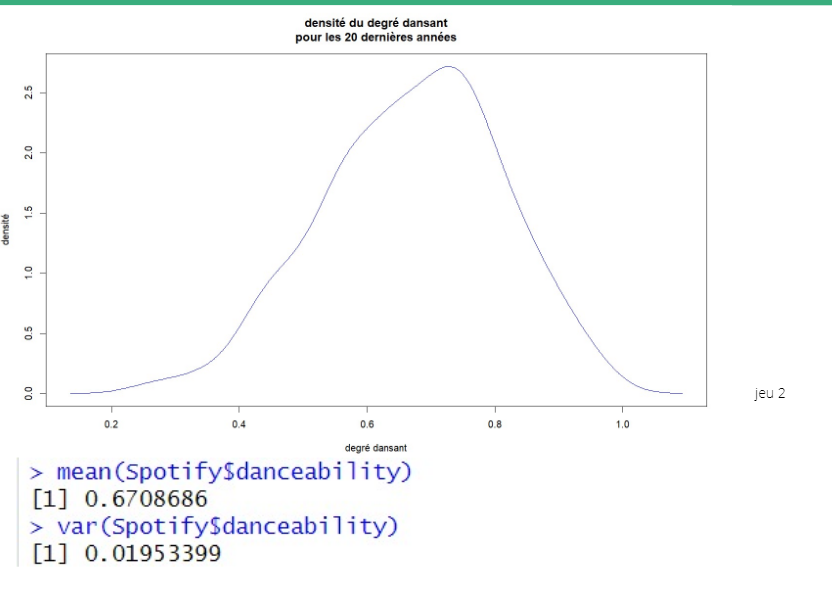 densité du degré dansant
pour les 20 dernières années
densité
2.5
2.0
1.5
1.0
0.5
0.0
0.2 0.4 0.6 0.8 1.0
degré dansant
jeu 2
> mean(Spotify$danceability)
[1] 0.6708686
> var(Spotify$danceability)
[1] 0.01953399